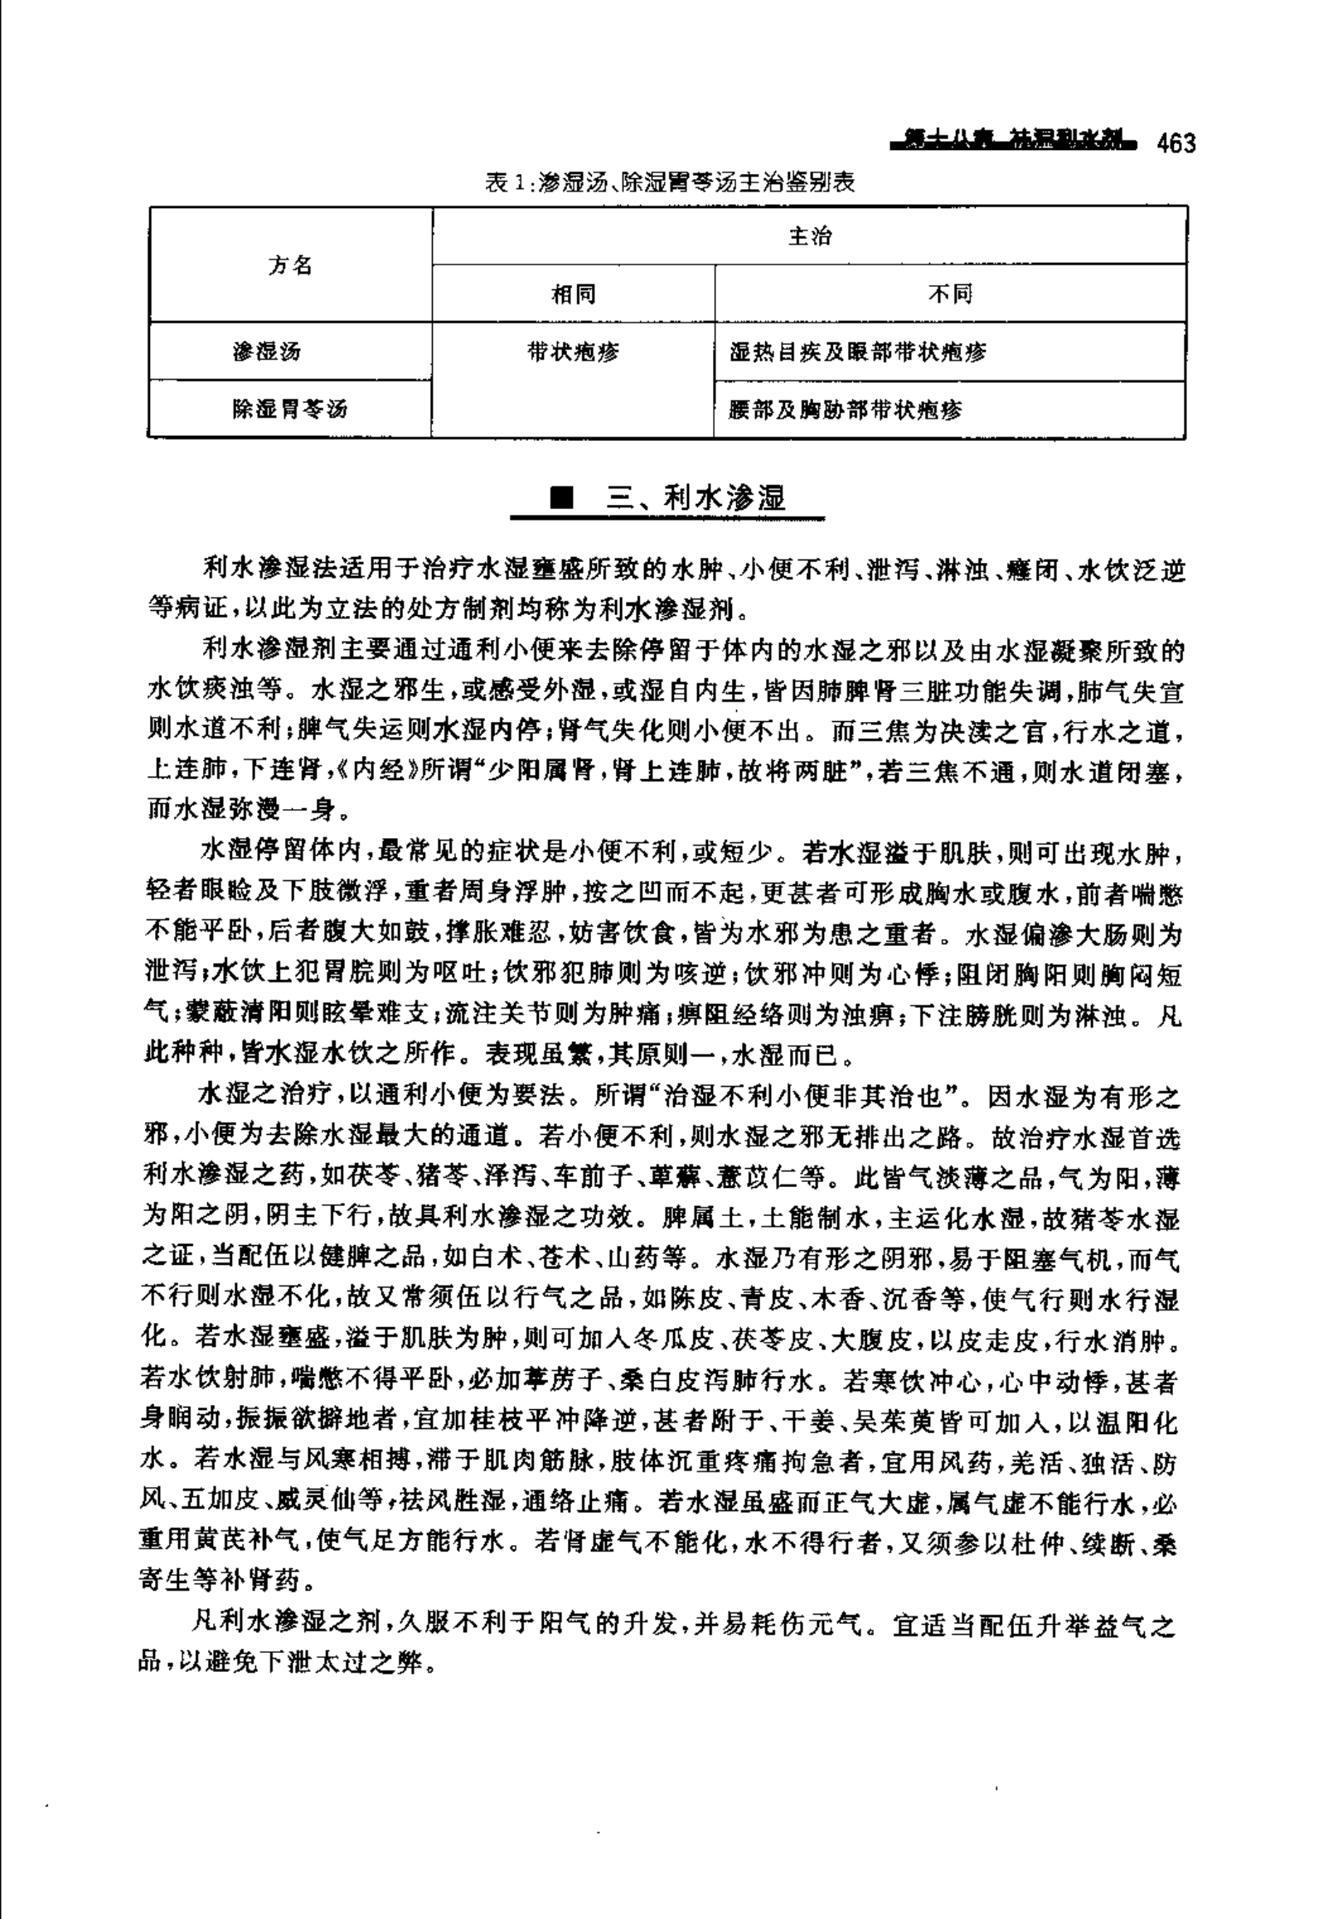 第十八章 祛湿利水剂 463
表1:渗湿汤、除湿胃苓汤主治鉴别表
方名
主治
相同
不同
渗湿汤
带状疱疹
湿热目疾及眼部带状疱疹
除湿胃苓汤
腰部及胸胁部带状疱疹
■ 三、利水渗湿
利水渗湿法适用于治疗水湿壅盛所致的水肿、小便不利、泄泻、淋浊、癃闭、水饮泛逆
等病证,以此为立法的处方制剂均称为利水渗湿剂。
利水渗湿剂主要通过通利小便来去除停留于体内的水湿之邪以及由水湿凝聚所致的
水饮痰浊等。水湿之邪生,或感受外湿,或湿自内生,皆因肺脾肾三脏功能失调,肺气失宣
则水道不利;脾气失运则水湿内停;肾气失化则小便不出。而三焦为决渎之官,行水之道,
上连肺,下连肾,《内经》所谓“少阳属肾,肾上连肺,故将两脏”,若三焦不通,则水道闭塞,
而水湿弥漫一身。
水湿停留体内,最常见的症状是小便不利,或短少。若水湿溢于肌肤,则可出现水肿,
轻者眼睑及下肢微浮,重者周身浮肿,按之凹而不起,更甚者可形成胸水或腹水,前者喘憋
不能平卧,后者腹大如鼓,撑胀难忍,妨害饮食,皆为水邪为患之重者。水湿偏渗大肠则为
泄泻;水饮上犯胃脘则为呕吐;饮邪犯肺则为咳逆;饮邪冲则为心悸;阻闭胸阳则胸闷短
气;蒙蔽清阳则眩晕难支;流注关节则为肿痛;痹阻经络则为浊痹;下注膀胱则为淋浊。凡
此种种,皆水湿水饮之所作。表现虽繁,其原则一,水湿而已。
水湿之治疗,以通利小便为要法。所谓“治湿不利小便非其治也”。因水湿为有形之
邪,小便为去除水湿最大的通道。若小便不利,则水湿之邪无排出之路。故治疗水湿首选
利水渗湿之药,如茯苓、猪苓、泽泻、车前子、萆薢、薏苡仁等。此皆气淡薄之品,气为阳,薄
为阳之阴,阴主下行,故具利水渗湿之功效。脾属土,土能制水,主运化水湿,故猪苓水湿
之证,当配伍以健脾之品,如白术、苍术、山药等。水湿乃有形之阴邪,易于阻塞气机,而气
不行则水湿不化,故又常须伍以行气之品,如陈皮、青皮、木香、沉香等,使气行则水行湿
化。若水湿壅盛,溢于肌肤为肿,则可加入冬瓜皮、茯苓皮、大腹皮,以皮走皮,行水消肿。
若水饮射肺,喘憋不得平卧,必加葶苈子、桑白皮泻肺行水。若寒饮冲心,心中动悸,甚者
身瞤动,振振欲擗地者,宜加桂枝平冲降逆,甚者附于、干姜、吴茱萸皆可加入,以温阳化
水。若水湿与风寒相搏,滞于肌肉筋脉,肢体沉重疼痛拘急者,宜用风药,羌活、独活、防
风、五加皮、威灵仙等,祛风胜湿,通络止痛。若水湿虽盛而正气大虚,属气虚不能行水,必
重用黄芪补气,使气足方能行水。若肾虚气不能化,水不得行者,又须参以杜仲、续断、桑
寄生等补肾药。
凡利水渗湿之剂,久服不利于阳气的升发,并易耗伤元气。宜适当配伍升举益气之
品,以避免下泄太过之弊。